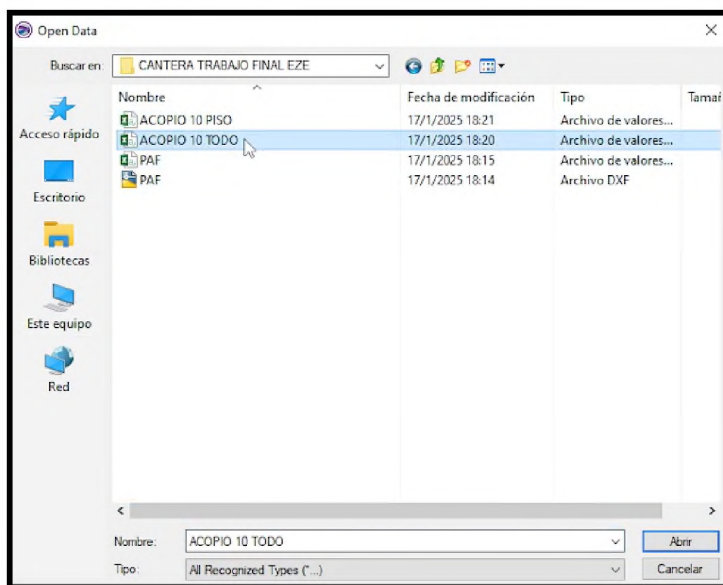 Open Data
Buscar en: CANTERA TRABAJO FINAL EZE
Nombre Fecha de modificación Tipo Tamañ
ACOPIO 10 PISO 17/1/2025 18:21 Archivo de valores...
ACOPIO 10 TODO 17/1/2025 18:20 Archivo de valores...
PAF 17/1/2025 18:15 Archivo de valores...
PAF 17/1/2025 18:14 Archivo DXF
Acceso rápido
Escritorio
Bibliotecas
Este equipo
Red
Nombre: ACOPIO 10 TODO Abrir
Tipo: All Recognized Types (*...) Cancelar